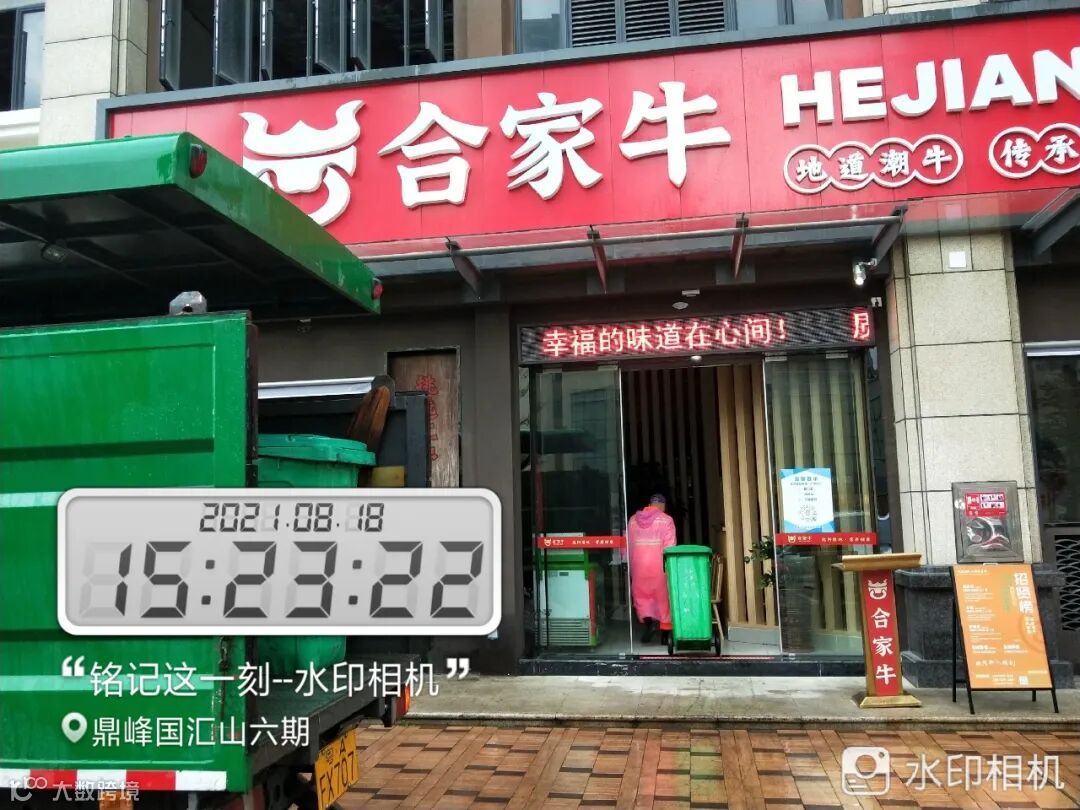 合家牛
HEJIAN
地道潮牛 传承
幸福的味道在心间! 居
2021.08.18
15:23:22
“铭记这一刻--水印相机”
鼎峰国汇山六期
FX707
合家牛
招贤榜
大数跨境
水印相机